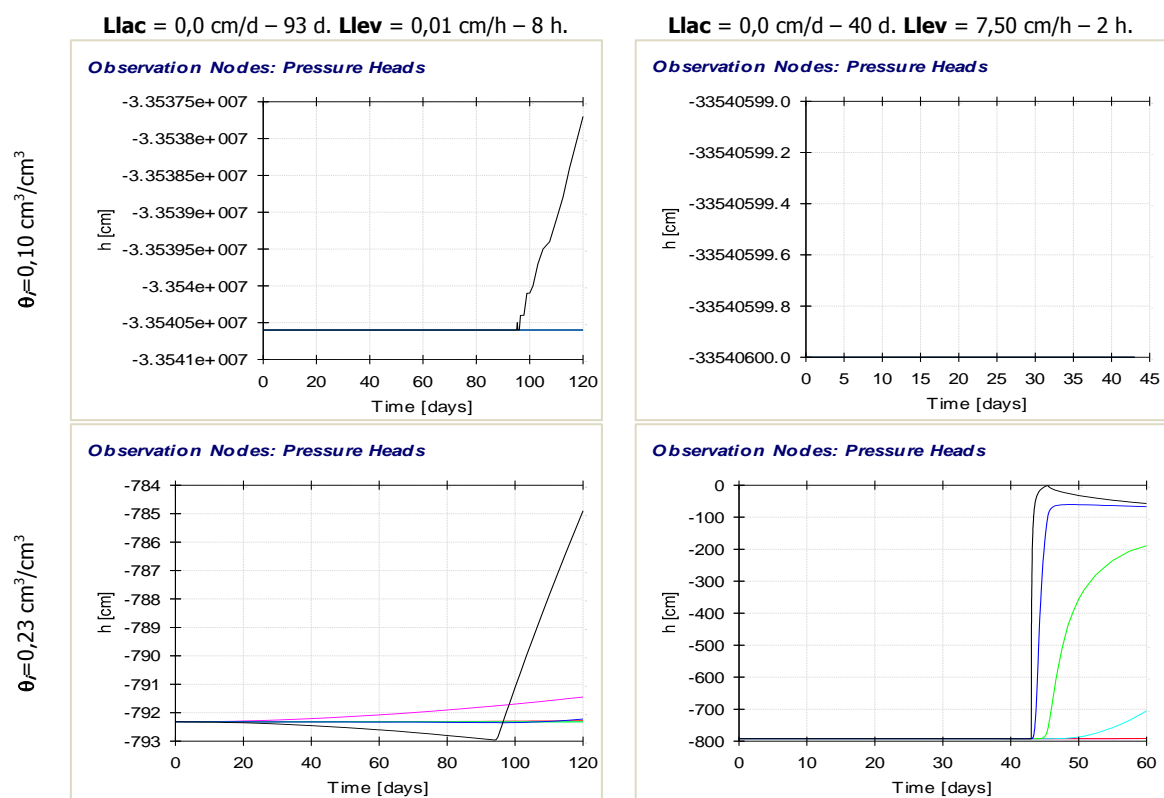 Llac = 0,0 cm/d – 93 d. Llev = 0,01 cm/h – 8 h.
Llac = 0,0 cm/d – 40 d. Llev = 7,50 cm/h – 2 h.
θi=0,10 cm³/cm³
Observation Nodes: Pressure Heads
h [cm]
-3.35375e+007
-3.3538e+007
-3.35385e+007
-3.3539e+007
-3.35395e+007
-3.354e+007
-3.35405e+007
-3.3541e+007
0 20 40 60 80 100 120
Time [days]
Observation Nodes: Pressure Heads
h [cm]
-33540599.0
-33540599.2
-33540599.4
-33540599.6
-33540599.8
-33540600.0
0 5 10 15 20 25 30 35 40 45
Time [days]
θi=0,23 cm³/cm³
Observation Nodes: Pressure Heads
h [cm]
-784
-785
-786
-787
-788
-789
-790
-791
-792
-793
0 20 40 60 80 100 120
Time [days]
Observation Nodes: Pressure Heads
h [cm]
0
-100
-200
-300
-400
-500
-600
-700
-800
0 10 20 30 40 50 60
Time [days]